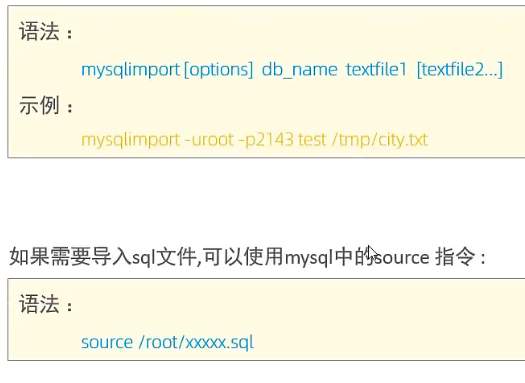 语法：
mysqlimport [options] db_name textfile1 [textfile2...]
示例：
mysqlimport -uroot -p2143 test /tmp/city.txt
如果需要导入sql文件,可以使用mysql中的source 指令 :
语法：
source /root/xxxxx.sql